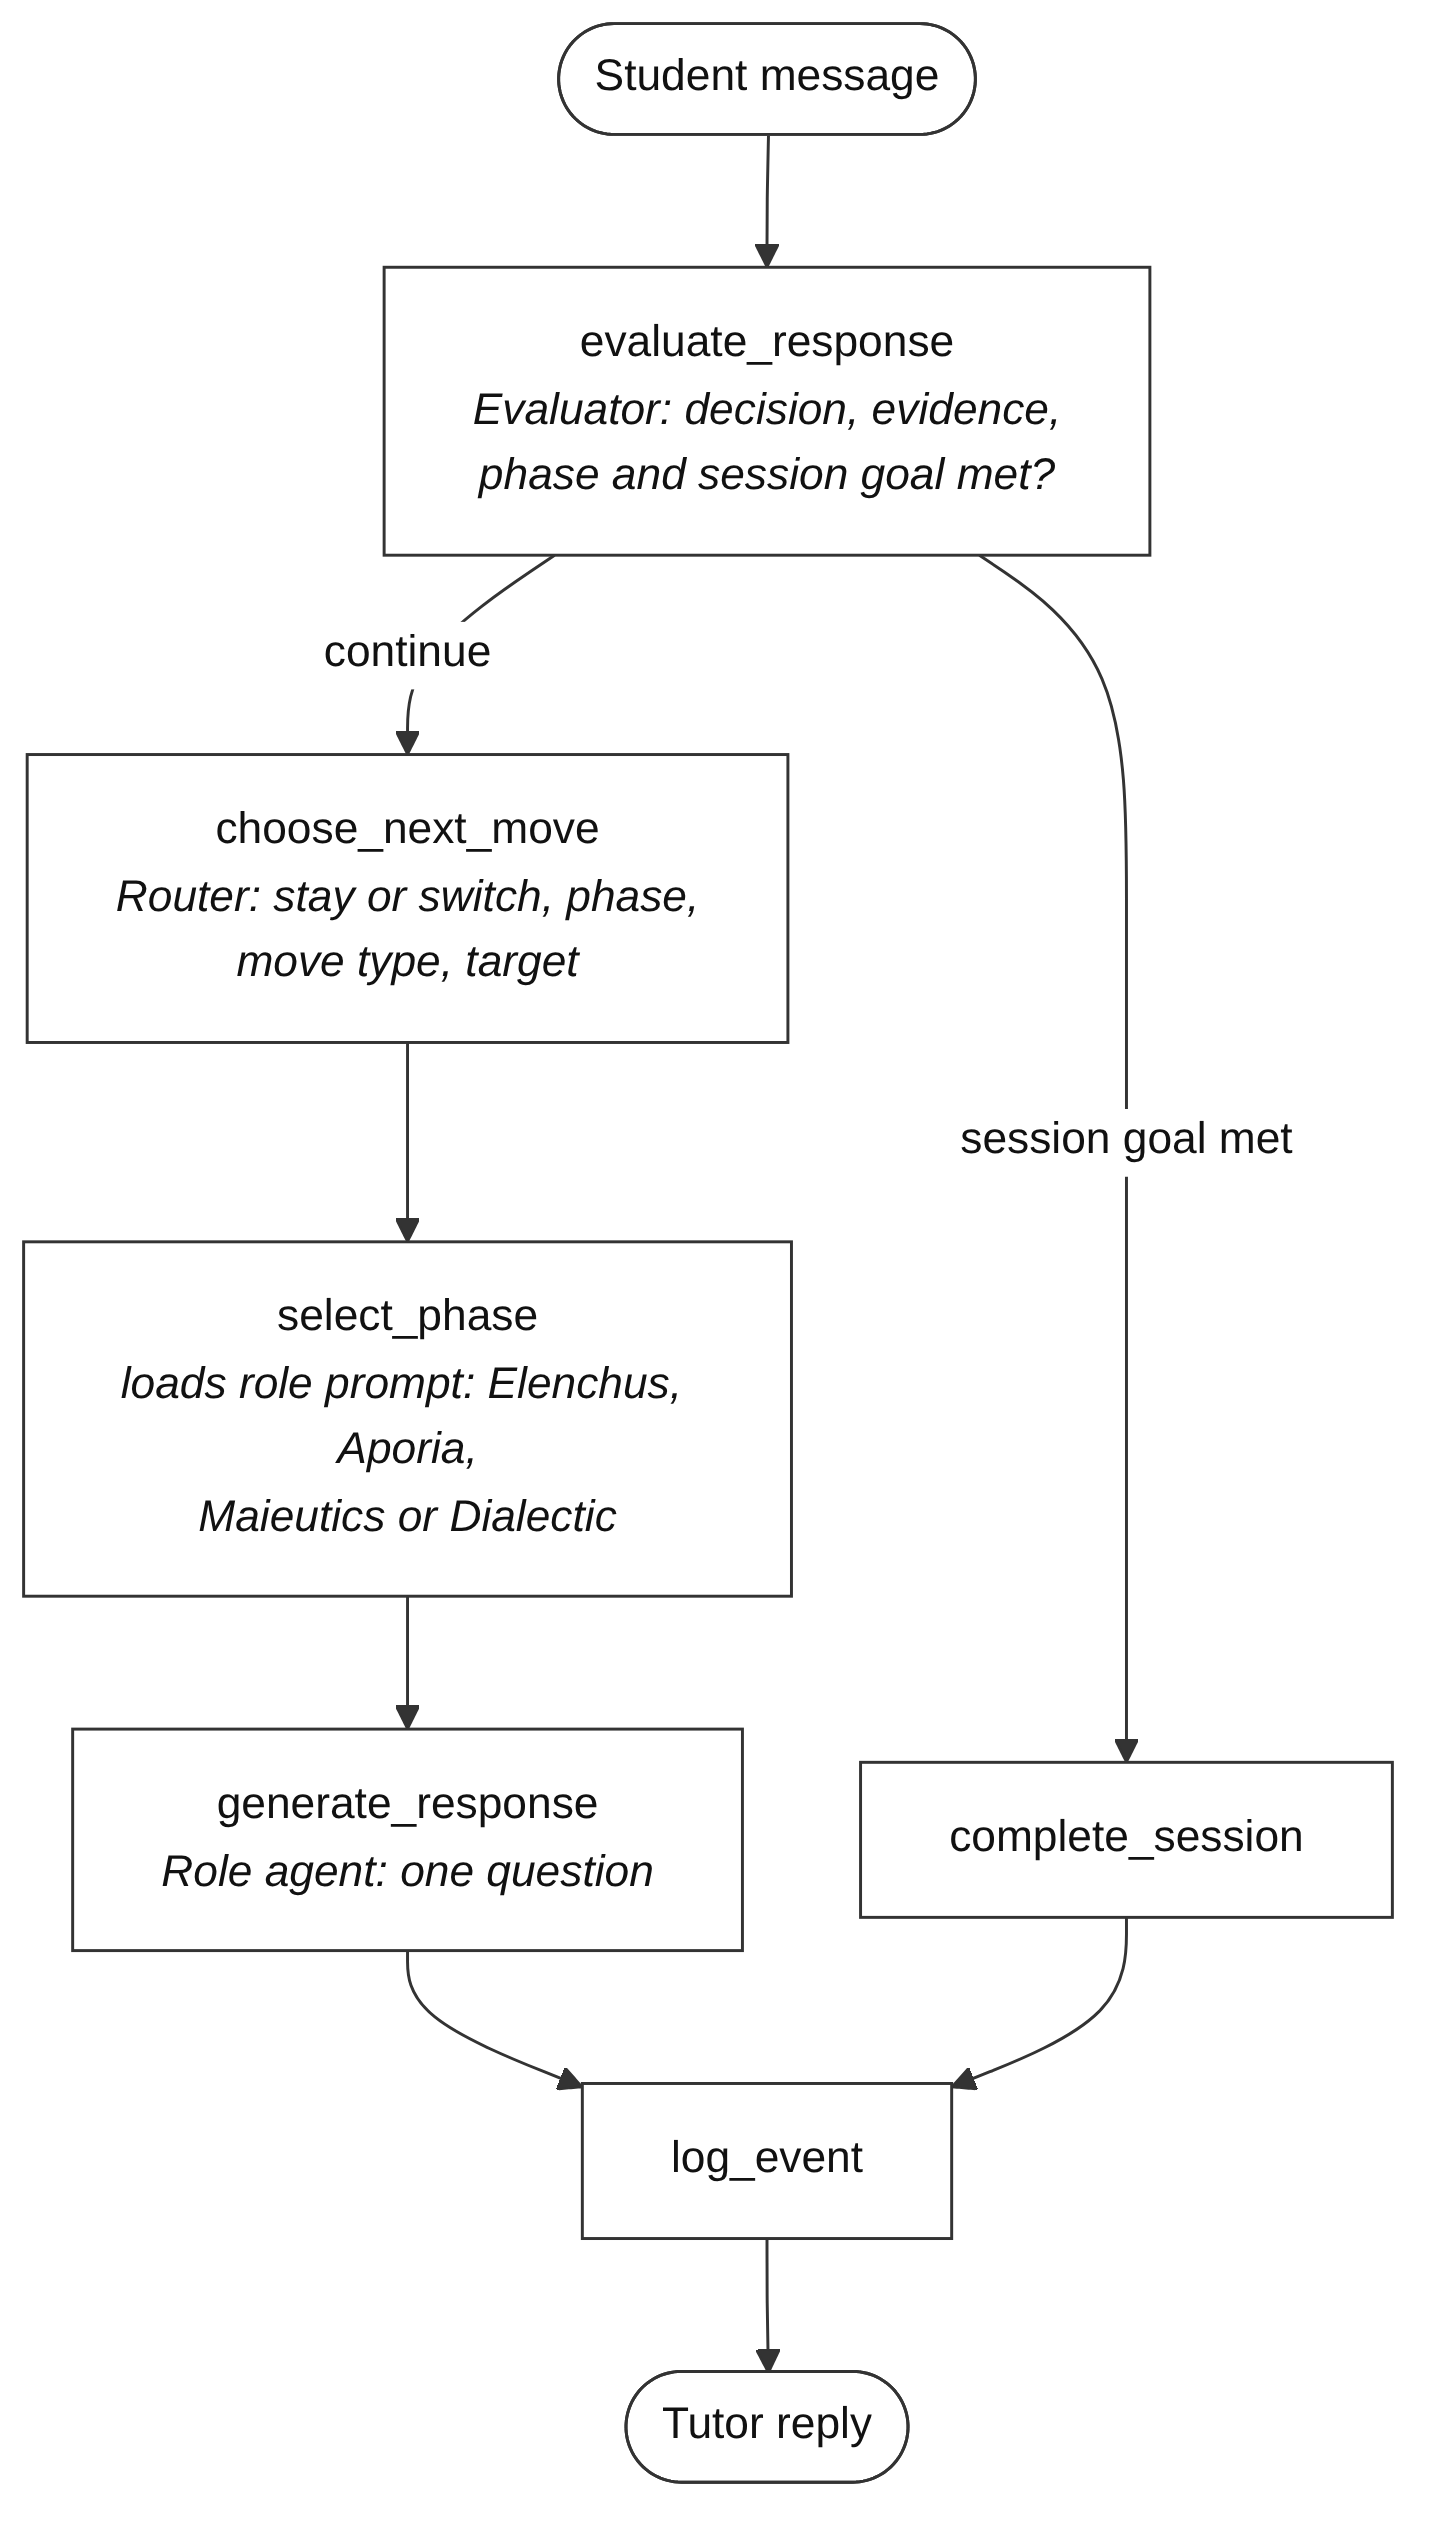 Student message
evaluate_response
Evaluator: decision, evidence,
phase and session goal met?
continue
choose_next_move
Router: stay or switch, phase,
move type, target
session goal met
select_phase
loads role prompt: Elenchus,
Aporia,
Maieutics or Dialectic
generate_response
Role agent: one question
complete_session
log_event
Tutor reply